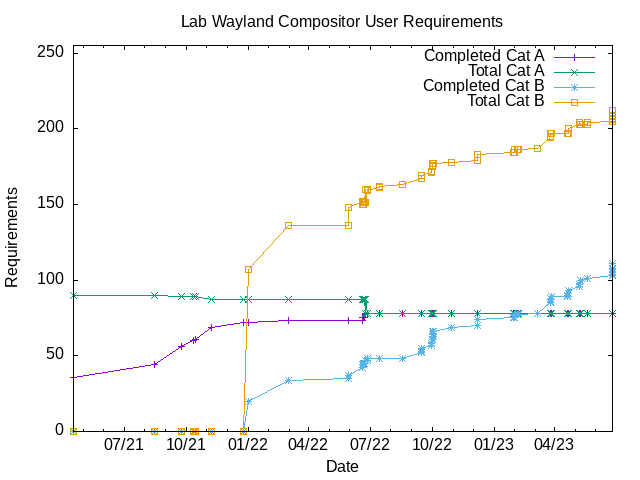 Lab Wayland Compositor User Requirements
Completed Cat A
Total Cat A
Completed Cat B
Total Cat B
250
200
150
100
50
0
Requirements
07/21 10/21 01/22 04/22 07/22 10/22 01/23 04/23
Date